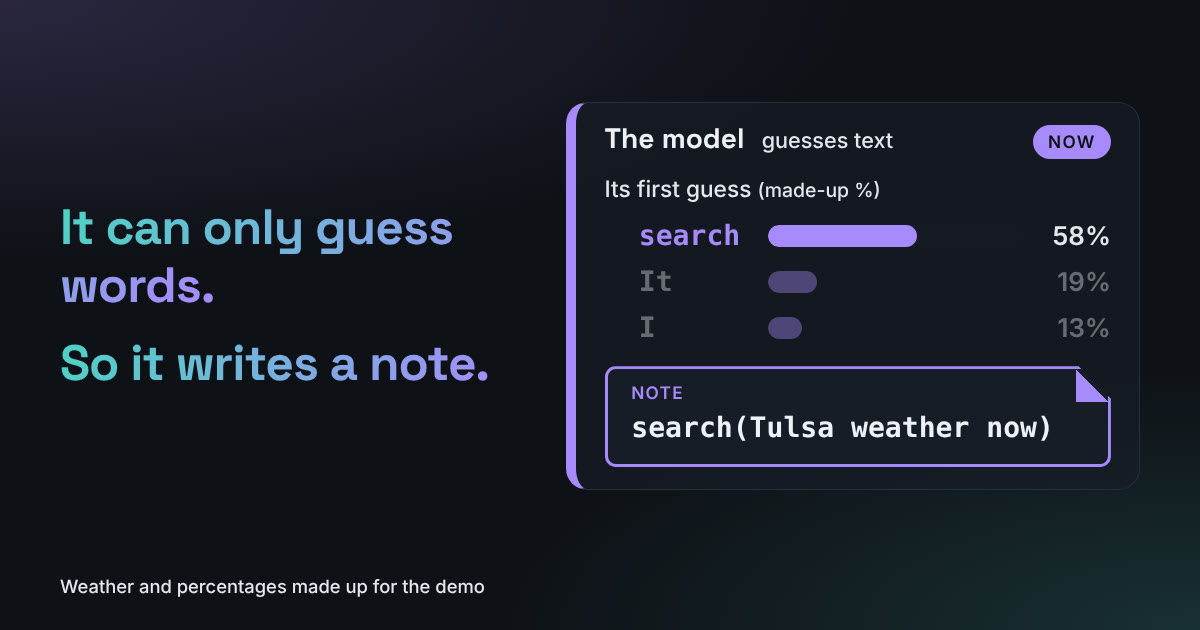 It can only guess
words.
So it writes a note.
The model guesses text NOW
Its first guess (made-up %)
search 58%
It 19%
I 13%
NOTE
search(Tulsa weather now)
Weather and percentages made up for the demo